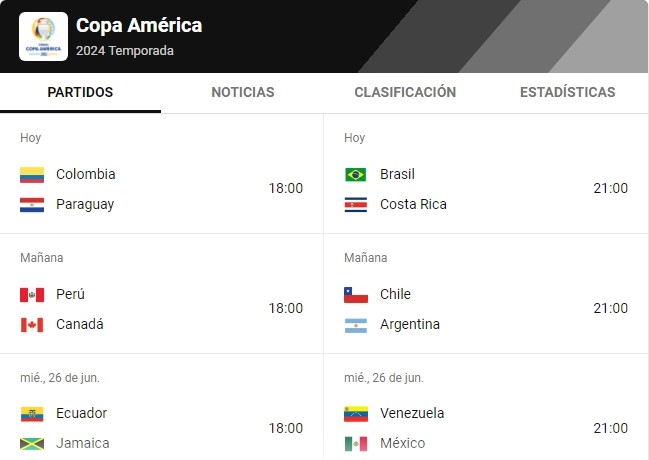 Copa América
2024 Temporada
COPA AMERICA
PARTIDOS NOTICIAS CLASIFICACIÓN ESTADÍSTICAS
Hoy
Colombia
Paraguay
18:00
Hoy
Brasil
Costa Rica
21:00
Mañana
Perú
Canadá
18:00
Mañana
Chile
Argentina
21:00
mié., 26 de jun.
Ecuador
Jamaica
18:00
mié., 26 de jun.
Venezuela
México
21:00